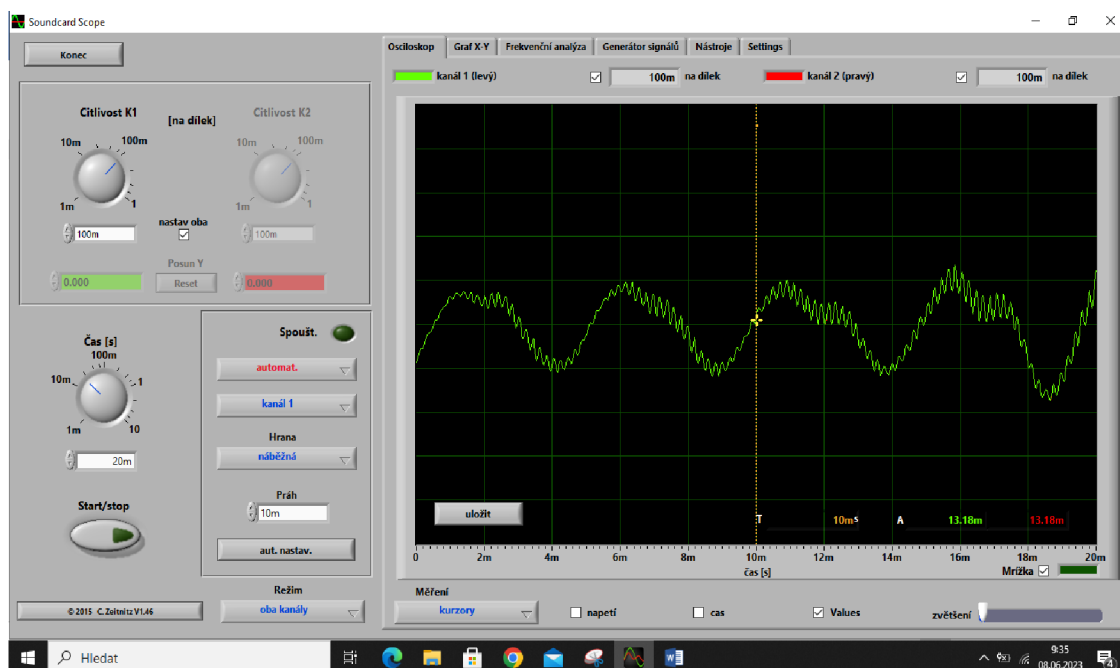 Soundcard Scope
Konec
Citlivost K1
[na dílek]
Citlivost K2
10m
100m
1m
1
10m
100m
1m
1
nastav oba
100m
100m
Posun Y
0.000
Reset
0.000
Čas [s]
100m
10m
1
1m
10
20m
Start/stop
Spoušt.
automat.
kanál 1
Hrana
náběžná
Práh
10m
aut. nastav.
© 2015 C. Zeitnitz V1.46
Režim
oba kanály
Osciloskop
Graf X-Y
Frekvenční analýza
Generátor signálů
Nástroje
Settings
kanál 1 (levý)
100m na dílek
kanál 2 (pravý)
100m na dílek
uložit
T 10ms A 13.18m 13.18m
0 2m 4m 6m 8m 10m 12m 14m 16m 18m 20m
čas [s]
Mrížka
Měření
kurzory
napetí
cas
Values
zvětšení
Hledat
9:35
08.06.2023